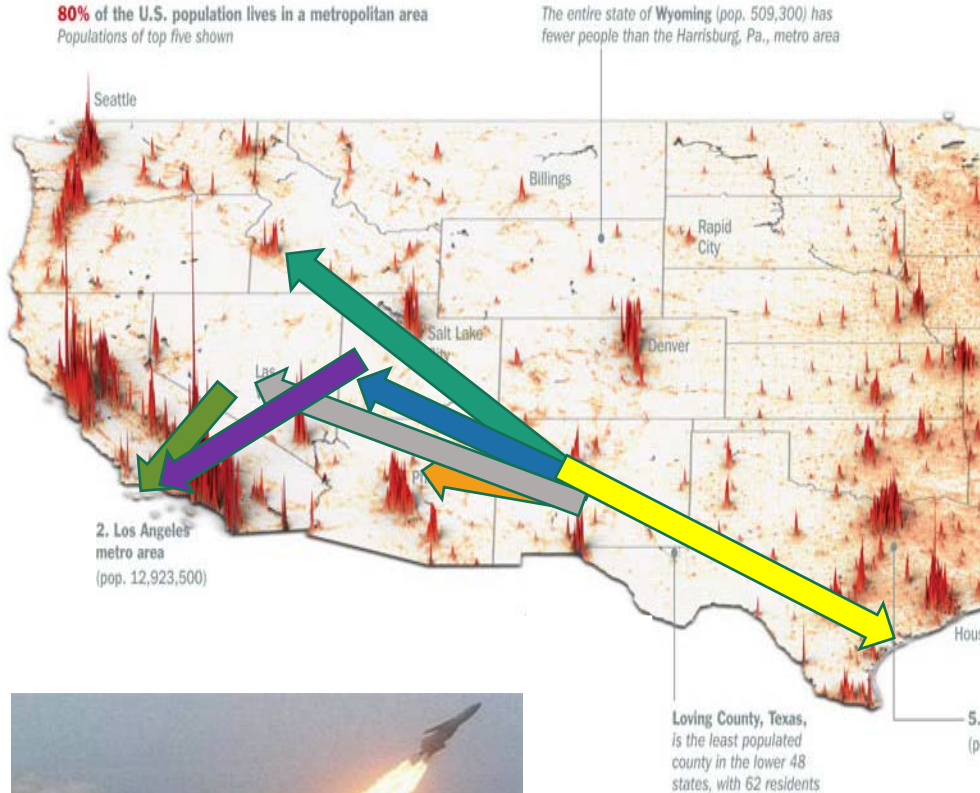 80% of the U.S. population lives in a metropolitan area
Populations of top five shown
The entire state of Wyoming (pop. 509,300) has
fewer people than the Harrisburg, Pa., metro area
Seattle
Billings
Rapid
City
Salt Lake
Denver
Las
2. Los Angeles
metro area
(pop. 12,923,500)
Hous
Loving County, Texas,
is the least populated
county in the lower 48
states, with 62 residents
5.